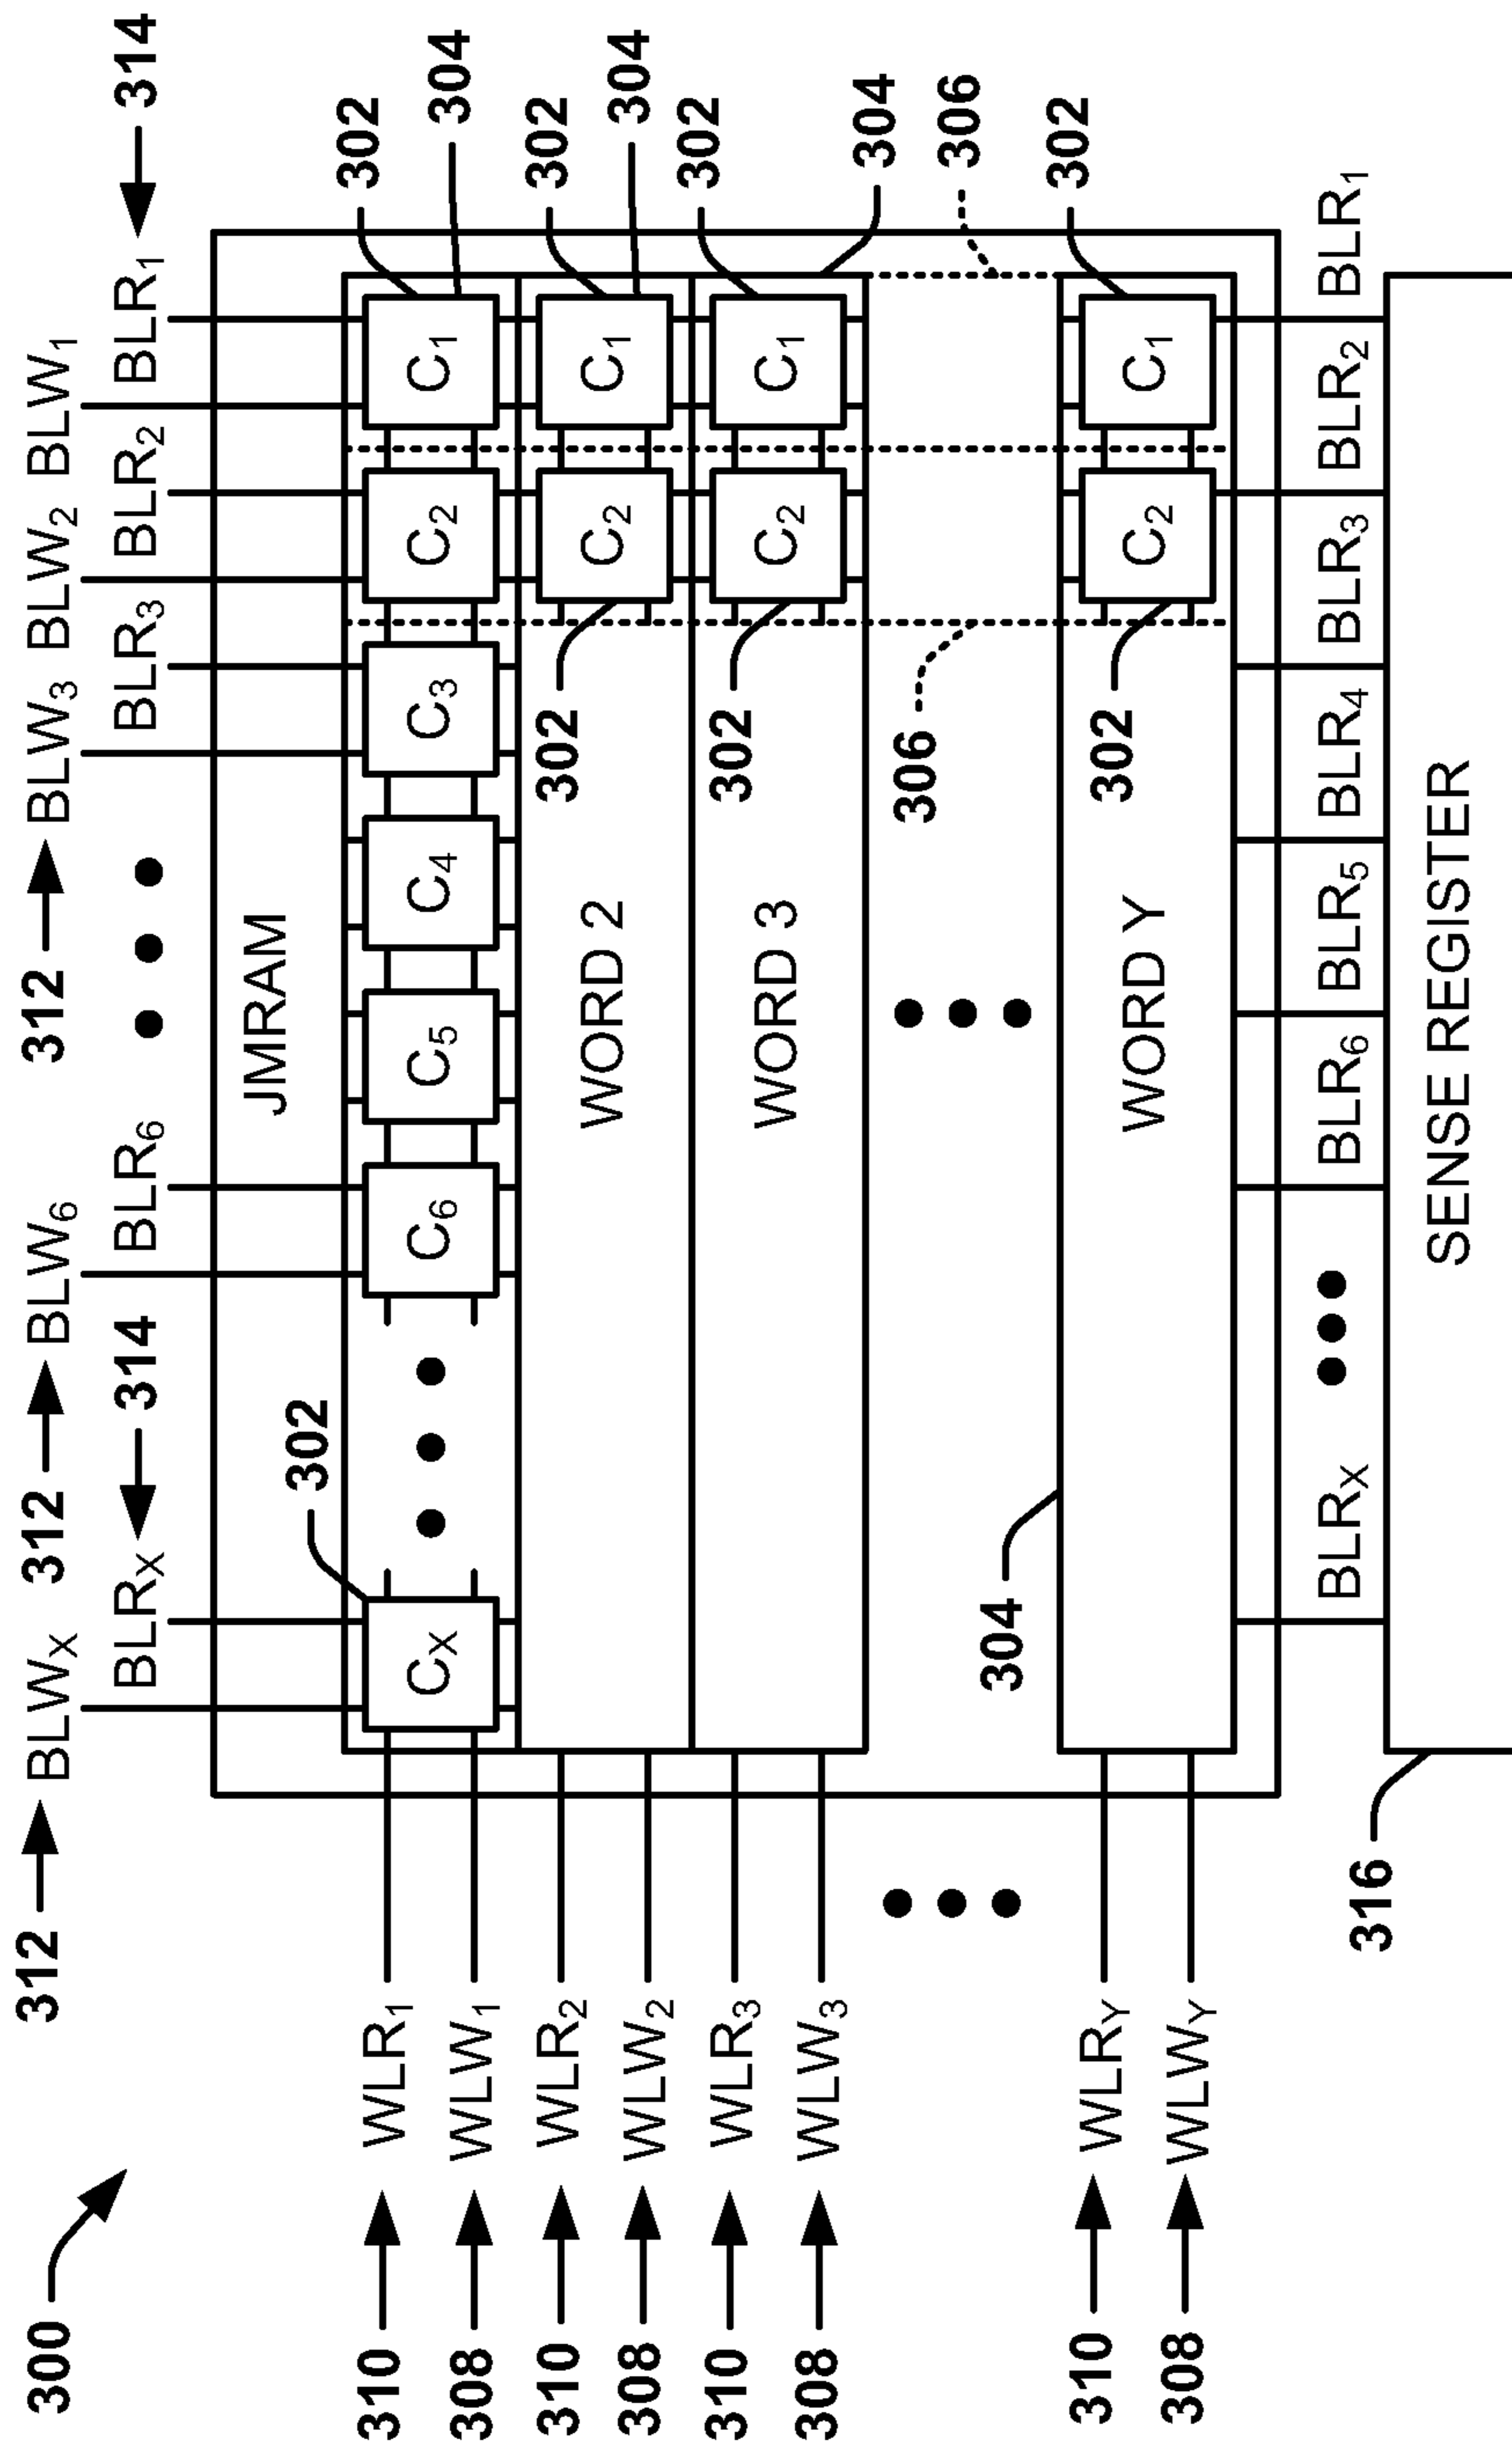 300 312 BLWX 312 BLW6 312 BLW3 BLW2 BLW1
BLRX 314 BLR6 BLR3 BLR2 BLR1 314
JMRAM
302
302
310 WLR1
CX C6 C5 C4 C3 C2 C1
308 WLW1 304
310 WLR2 302 302
WORD 2 C2 C1
308 WLW2 304
310 WLR3 302 302
WORD 3 C2 C1
308 WLW3
304
306
306
304
302
310 WLRY 302
WORD Y C2 C1
308 WLWY
BLRX BLR6 BLR5 BLR4 BLR3 BLR2 BLR1
316
SENSE REGISTER